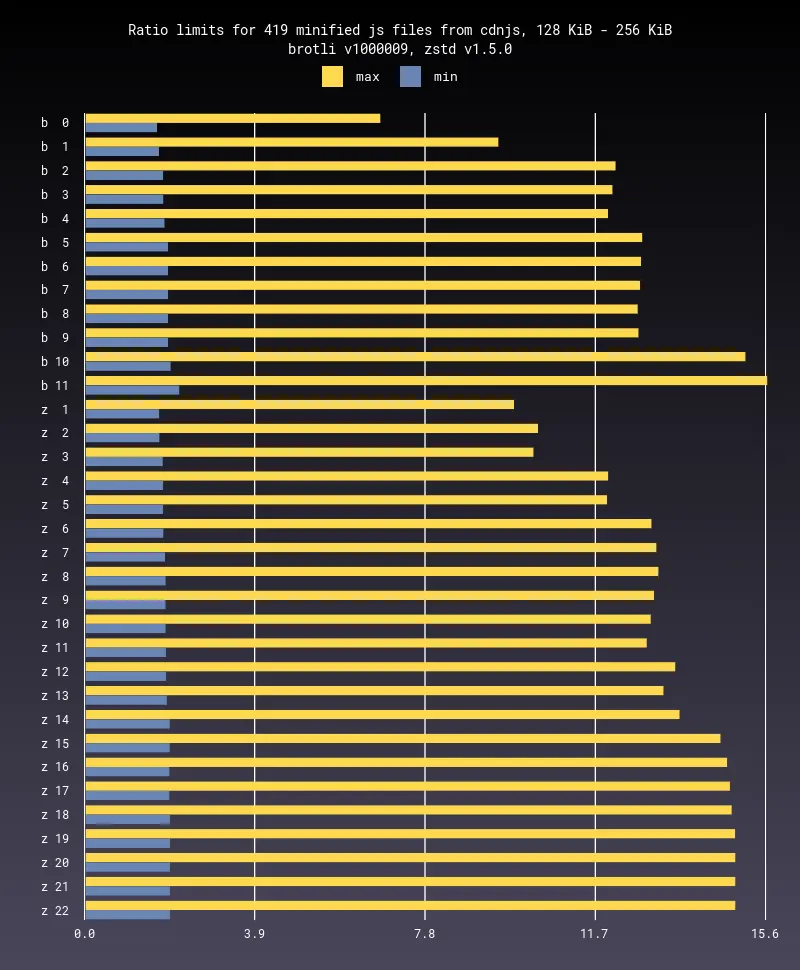 Ratio limits for 419 minified js files from cdnjs, 128 KiB - 256 KiB
brotli v1000009, zstd v1.5.0
max min
b 0
b 1
b 2
b 3
b 4
b 5
b 6
b 7
b 8
b 9
b 10
b 11
z 1
z 2
z 3
z 4
z 5
z 6
z 7
z 8
z 9
z 10
z 11
z 12
z 13
z 14
z 15
z 16
z 17
z 18
z 19
z 20
z 21
z 22
0.0 3.9 7.8 11.7 15.6